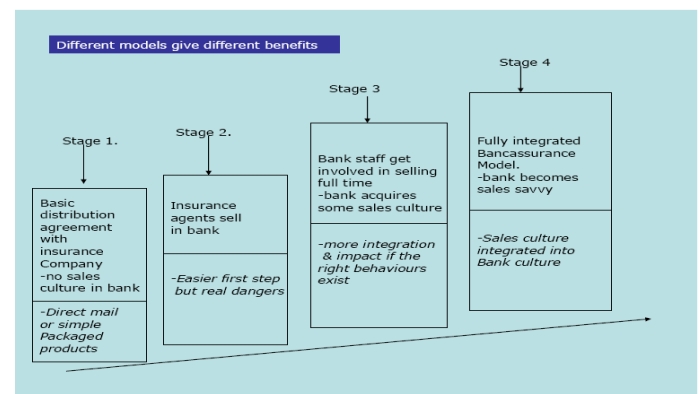 Different models give different benefits
Stage 1.
Basic
distribution
agreement
with
insurance
Company
-no sales
culture in bank
-Direct mail
or simple
Packaged
products
Stage 2.
Insurance
agents sell
in bank
-Easier first step
but real dangers
Stage 3
Bank staff get
involved in selling
full time
-bank acquires
some sales culture
-more integration
& impact if the
right behaviours
exist
Stage 4
Fully integrated
Bancassurance
Model.
-bank becomes
sales savvy
-Sales culture
integrated into
Bank culture